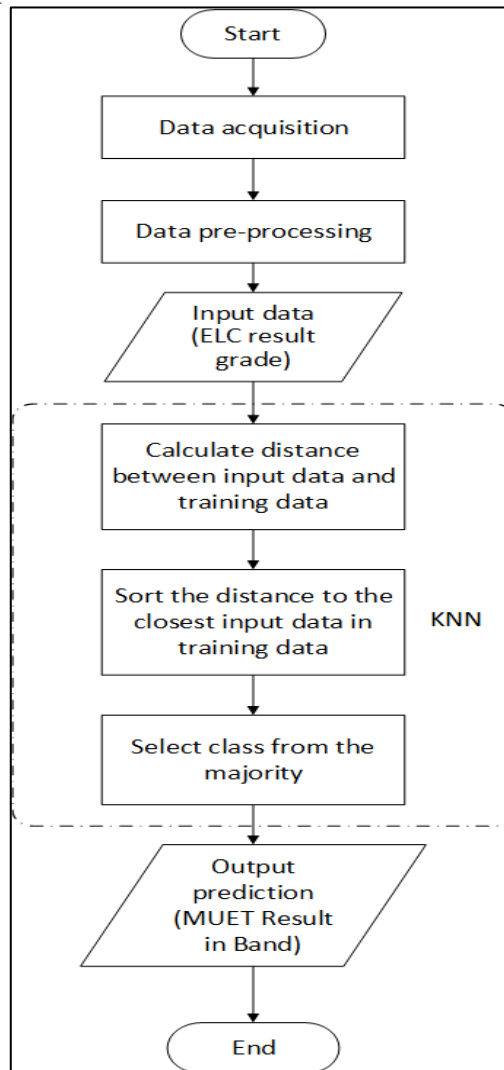 Start
Data acquisition
Data pre-processing
Input data
(ELC result
grade)
Calculate distance
between input data and
training data
Sort the distance to the
closest input data in
training data
KNN
Select class from the
majority
Output
prediction
(MUET Result
in Band)
End